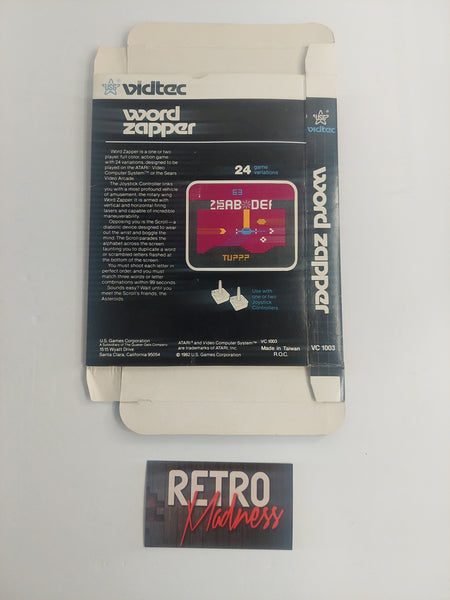 USG vidtec
word
zapper
Word Zapper is a one or two
player, full color, action game
with 24 variations, designed to be
played on the ATARI® Video
Computer System™ or the Sears
Video Arcade.
The Joystick Controller links
you with a most profound vehicle
of amusement; the rotary wing
Word Zapper. It is armed with
vertical and horizontal firing
lasers and capable of incredible
maneuverability.
Opposing you is the Scroll—a
diabolic device, designed to wear
out the wrist and boggle the
mind. The Scroll parades the
alphabet across the screen
taunting you to duplicate a word
or scrambled letters flashed at
the bottom of the screen.
You must shoot each letter in
perfect order, and you must
match three words or letter
combinations within 99 seconds.
Sounds easy? Wait until you
meet the Scroll's friends, the
Asteroids.
24 game
variations
63
AB DEF
TUPPP
Use with
one or two
Joystick
Controllers.
U.S. Games Corporation
A Subsidiary of The Quaker Oats Company
1515 Wyatt Drive
Santa Clara, California 95054
ATARI® and Video Computer System™
are trademarks of ATARI, Inc.
© 1982 U.S. Games Corporation
VC 1003
Made in Taiwan
R.O.C.
USG
vidtec
word zapper
VC 1003
RETRO
Madness